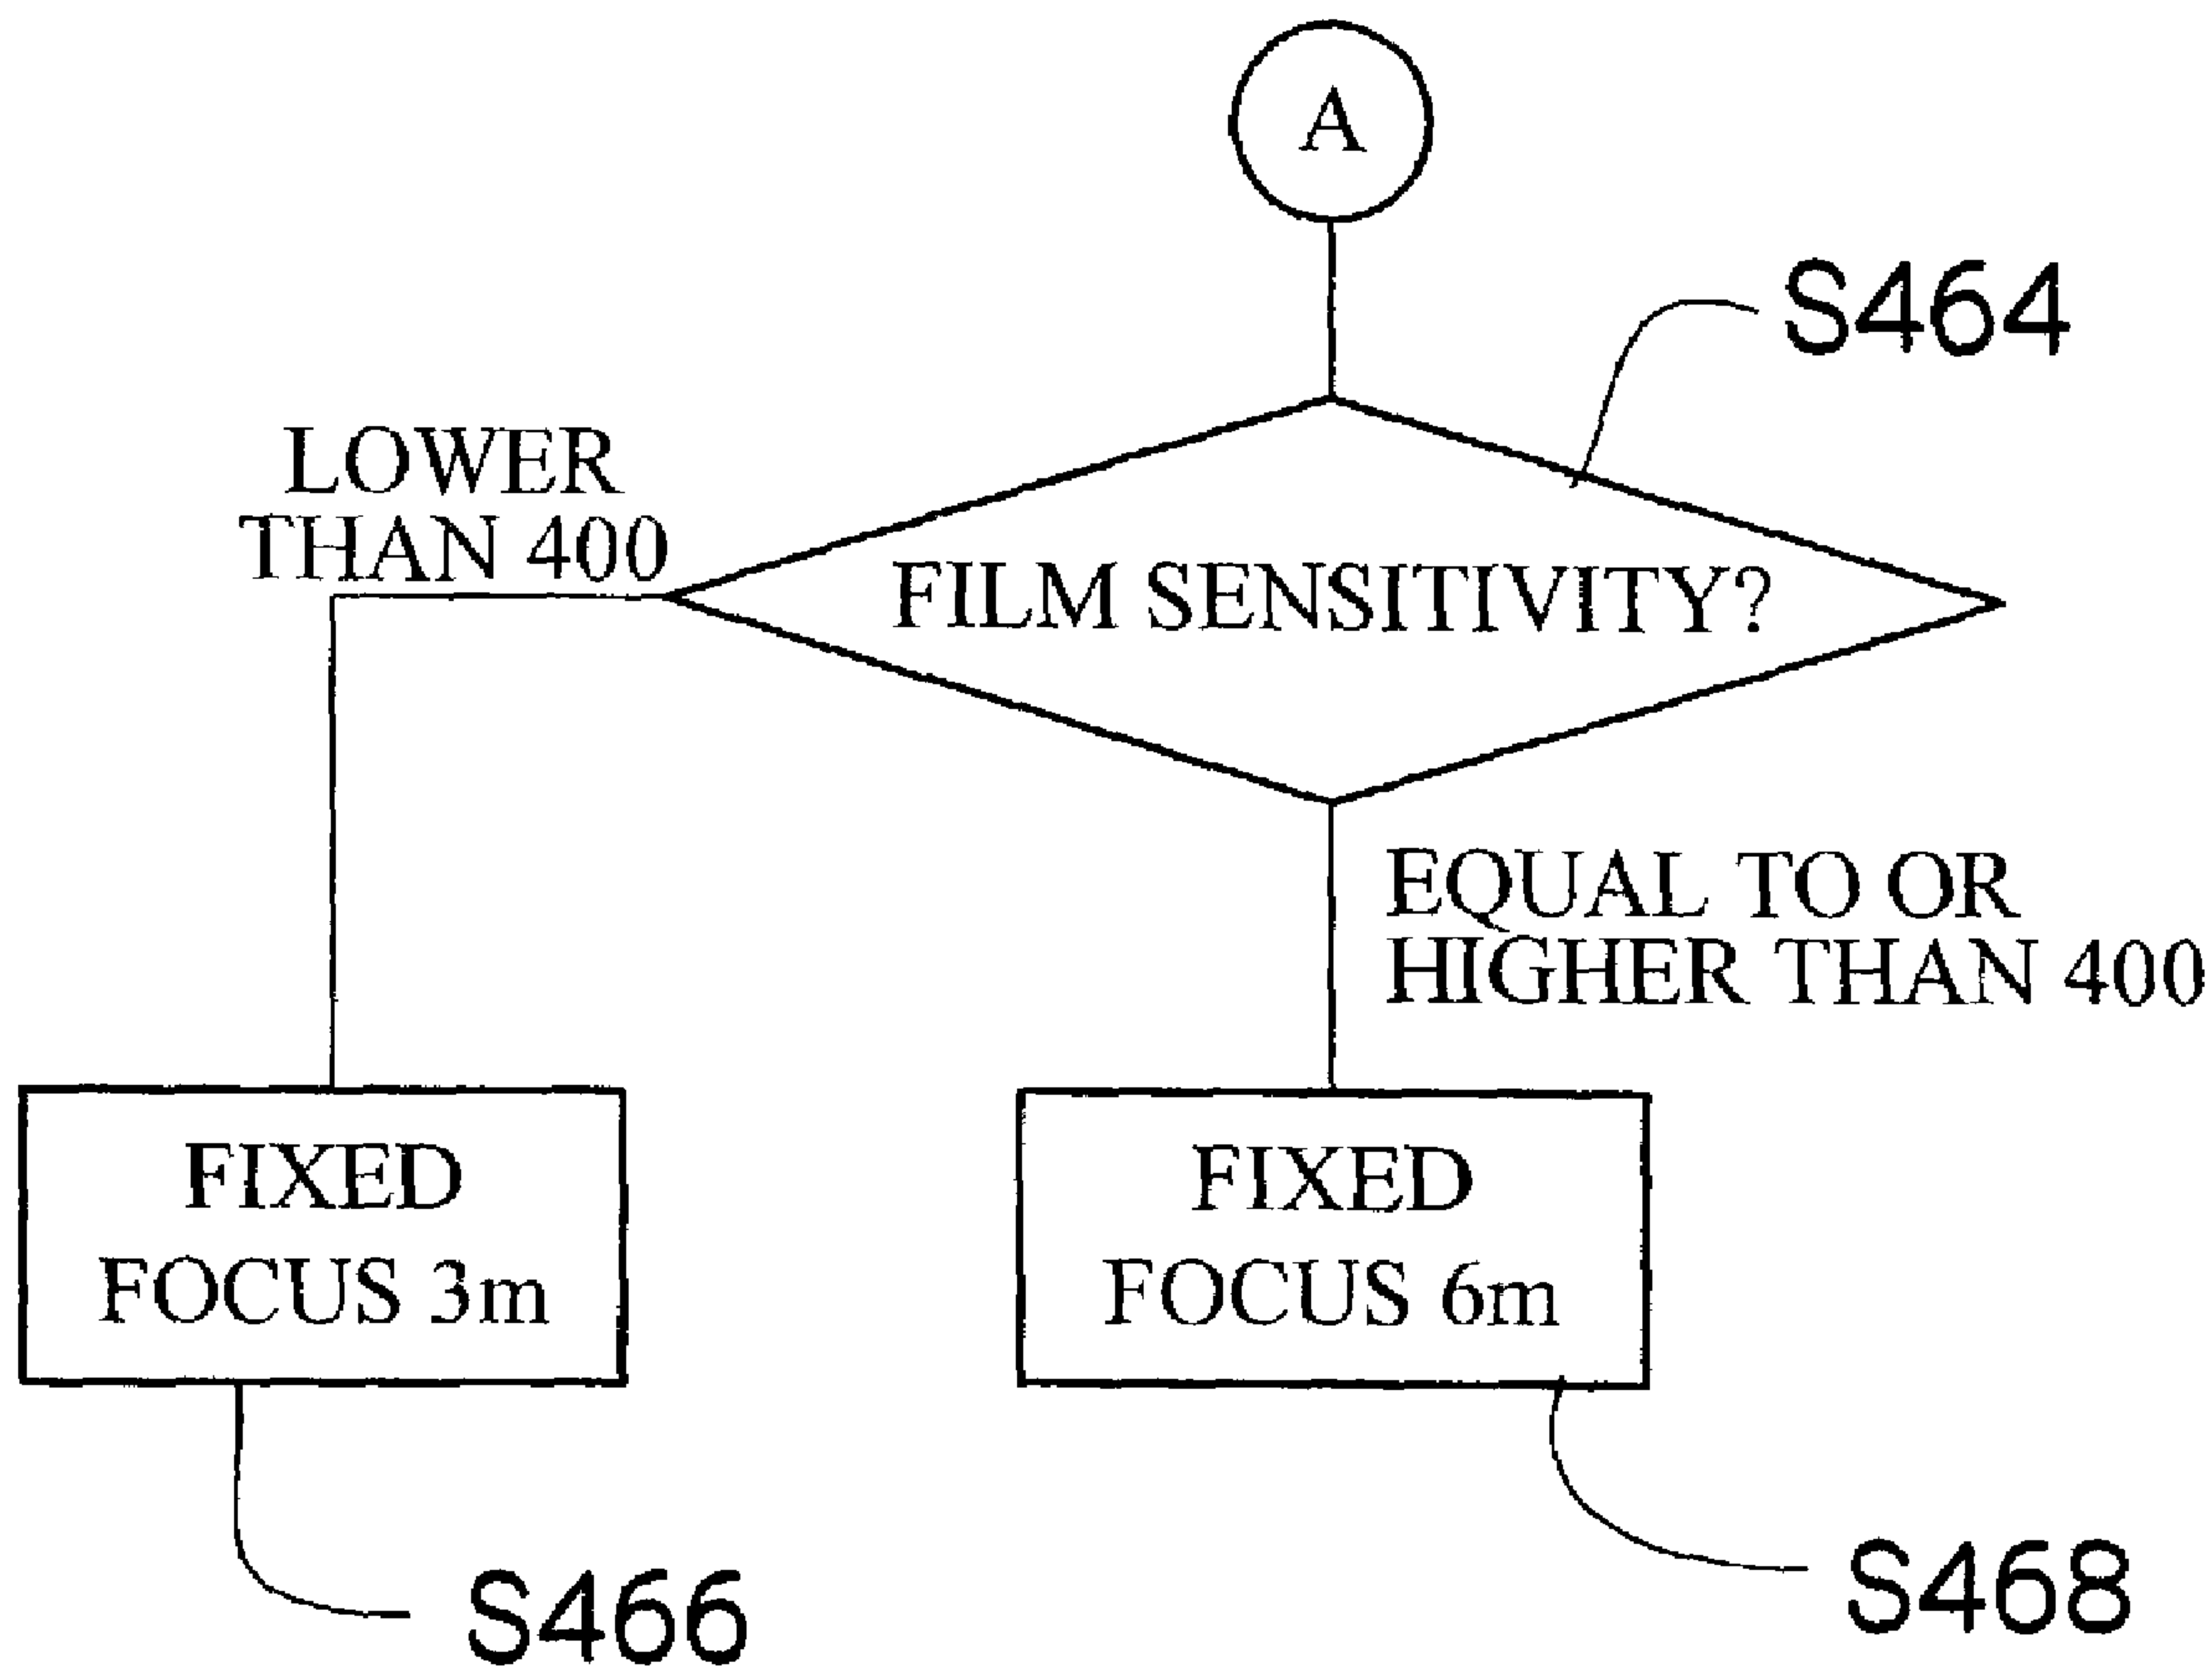 A
S464
LOWER
THAN 400
FILM SENSITIVITY?
EQUAL TO OR
HIGHER THAN 400
FIXED
FOCUS 3m
FIXED
FOCUS 6m
S466
S468